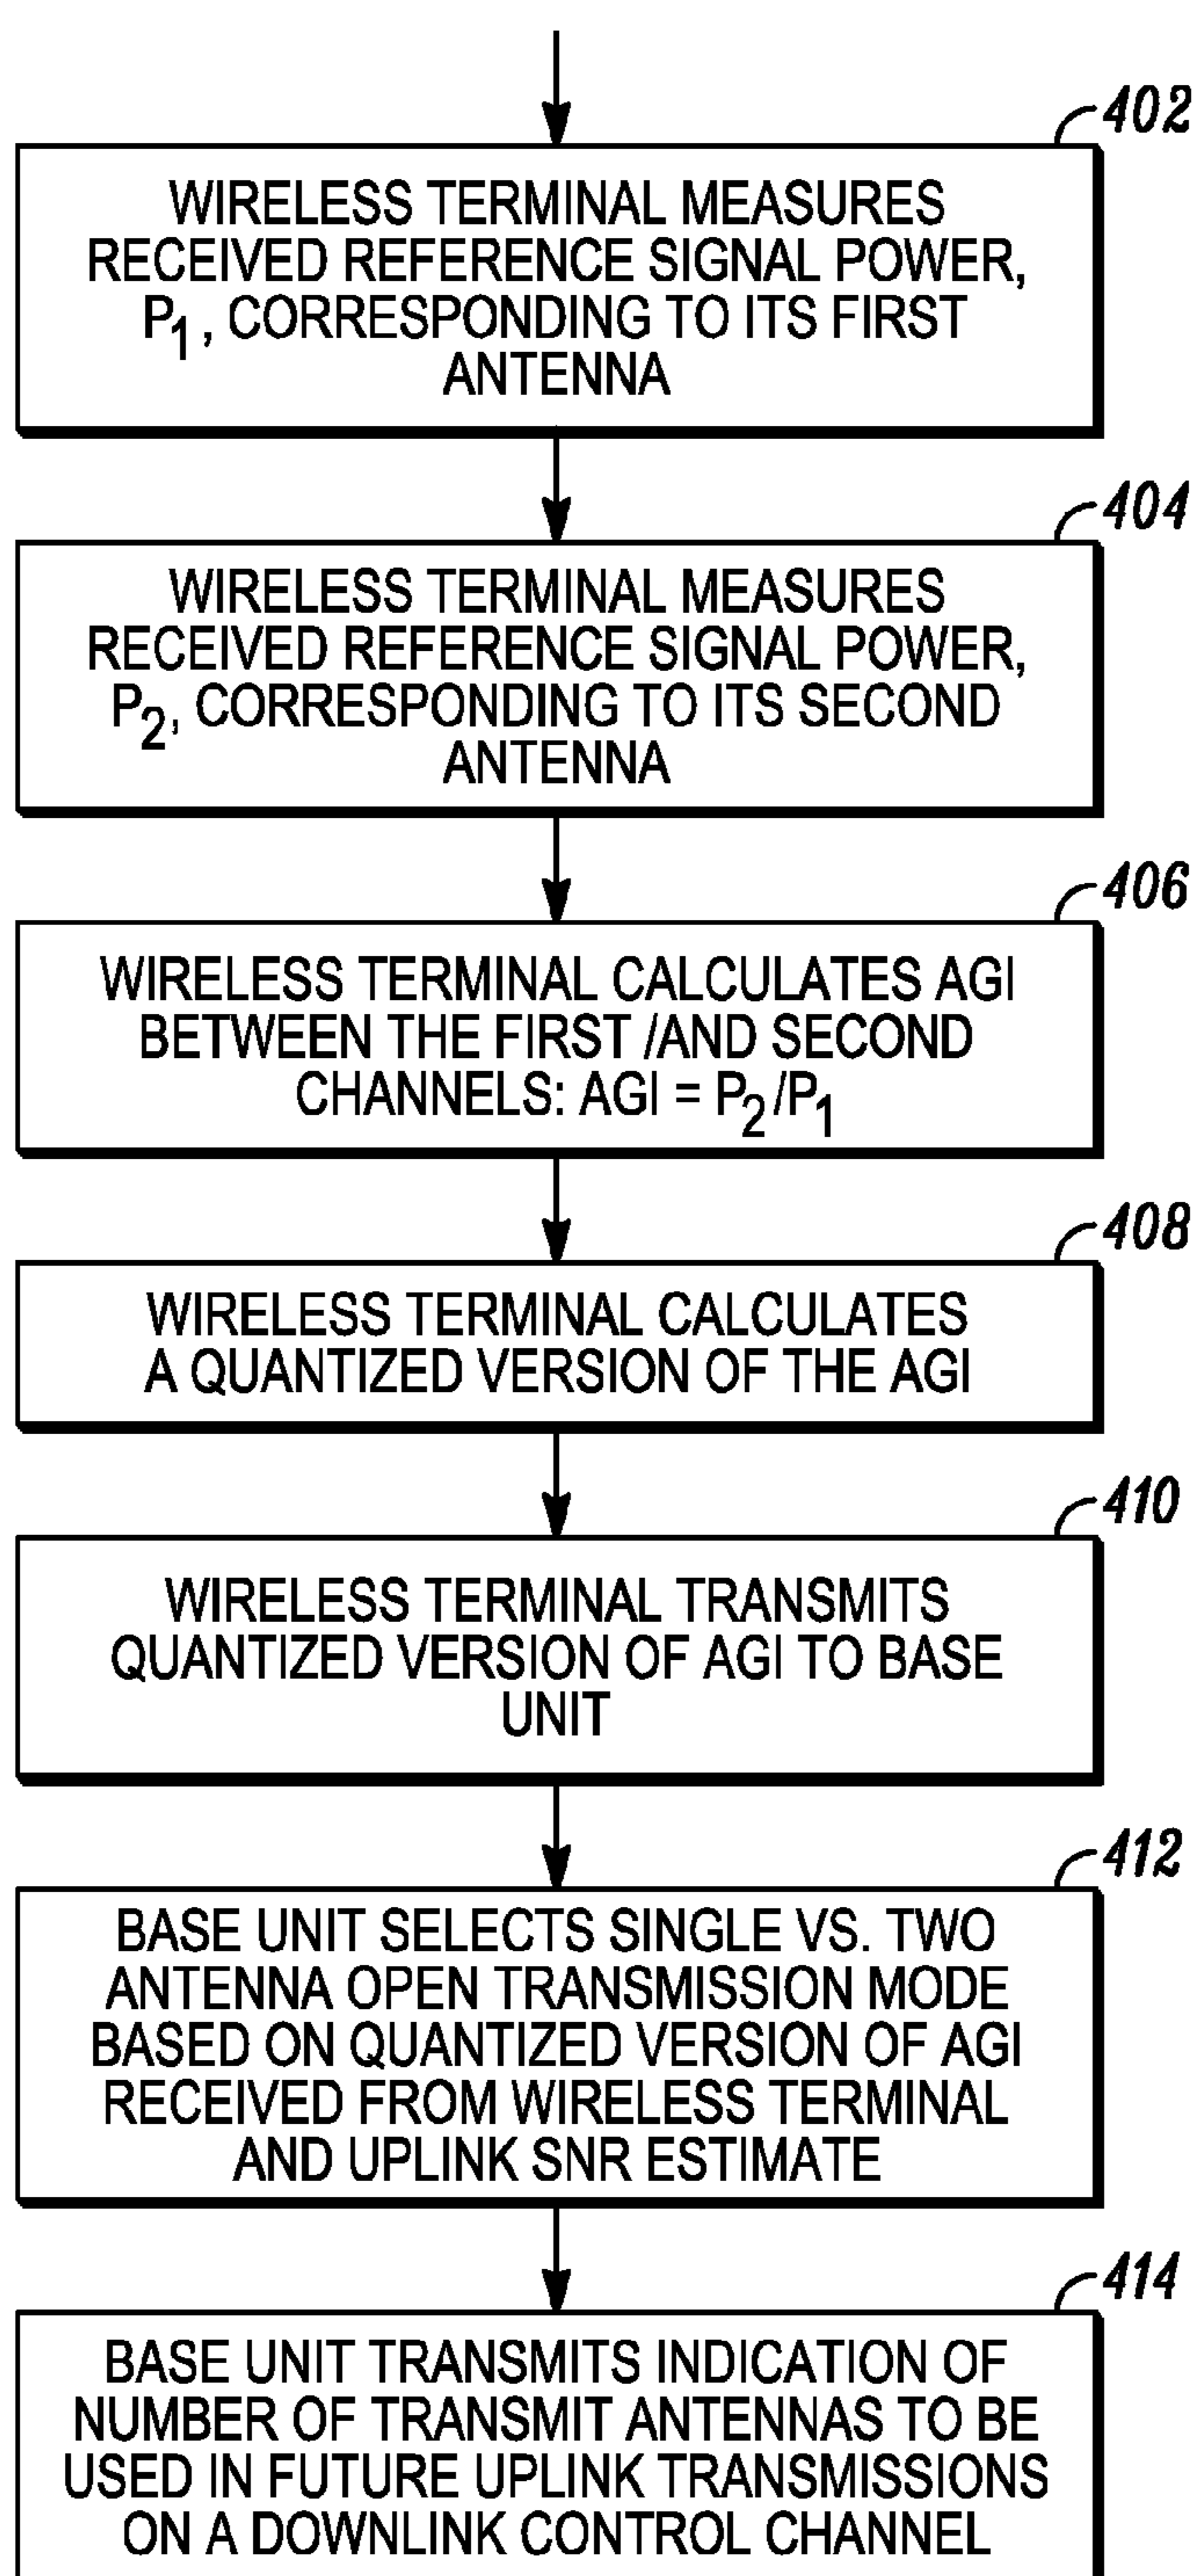 402
WIRELESS TERMINAL MEASURES
RECEIVED REFERENCE SIGNAL POWER,
P1, CORRESPONDING TO ITS FIRST
ANTENNA
404
WIRELESS TERMINAL MEASURES
RECEIVED REFERENCE SIGNAL POWER,
P2, CORRESPONDING TO ITS SECOND
ANTENNA
406
WIRELESS TERMINAL CALCULATES AGI
BETWEEN THE FIRST /AND SECOND
CHANNELS: AGI = P2/P1
408
WIRELESS TERMINAL CALCULATES
A QUANTIZED VERSION OF THE AGI
410
WIRELESS TERMINAL TRANSMITS
QUANTIZED VERSION OF AGI TO BASE
UNIT
412
BASE UNIT SELECTS SINGLE VS. TWO
ANTENNA OPEN TRANSMISSION MODE
BASED ON QUANTIZED VERSION OF AGI
RECEIVED FROM WIRELESS TERMINAL
AND UPLINK SNR ESTIMATE
414
BASE UNIT TRANSMITS INDICATION OF
NUMBER OF TRANSMIT ANTENNAS TO BE
USED IN FUTURE UPLINK TRANSMISSIONS
ON A DOWNLINK CONTROL CHANNEL